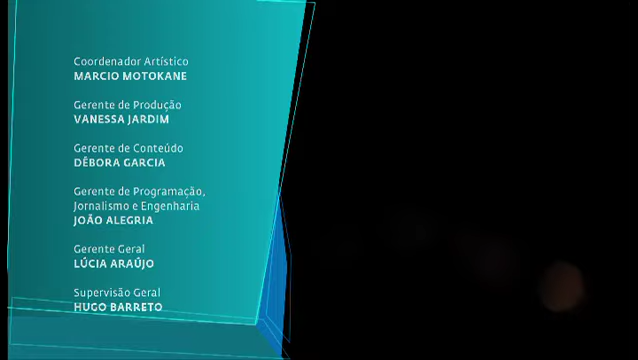 Coordenador Artístico
MARCIO MOTOKANE
Gerente de Produção
VANESSA JARDIM
Gerente de Conteúdo
DÉBORA GARCIA
Gerente de Programação,
Jornalismo e Engenharia
JOÃO ALEGRIA
Gerente Geral
LÚCIA ARAÚJO
Supervisão Geral
HUGO BARRETO